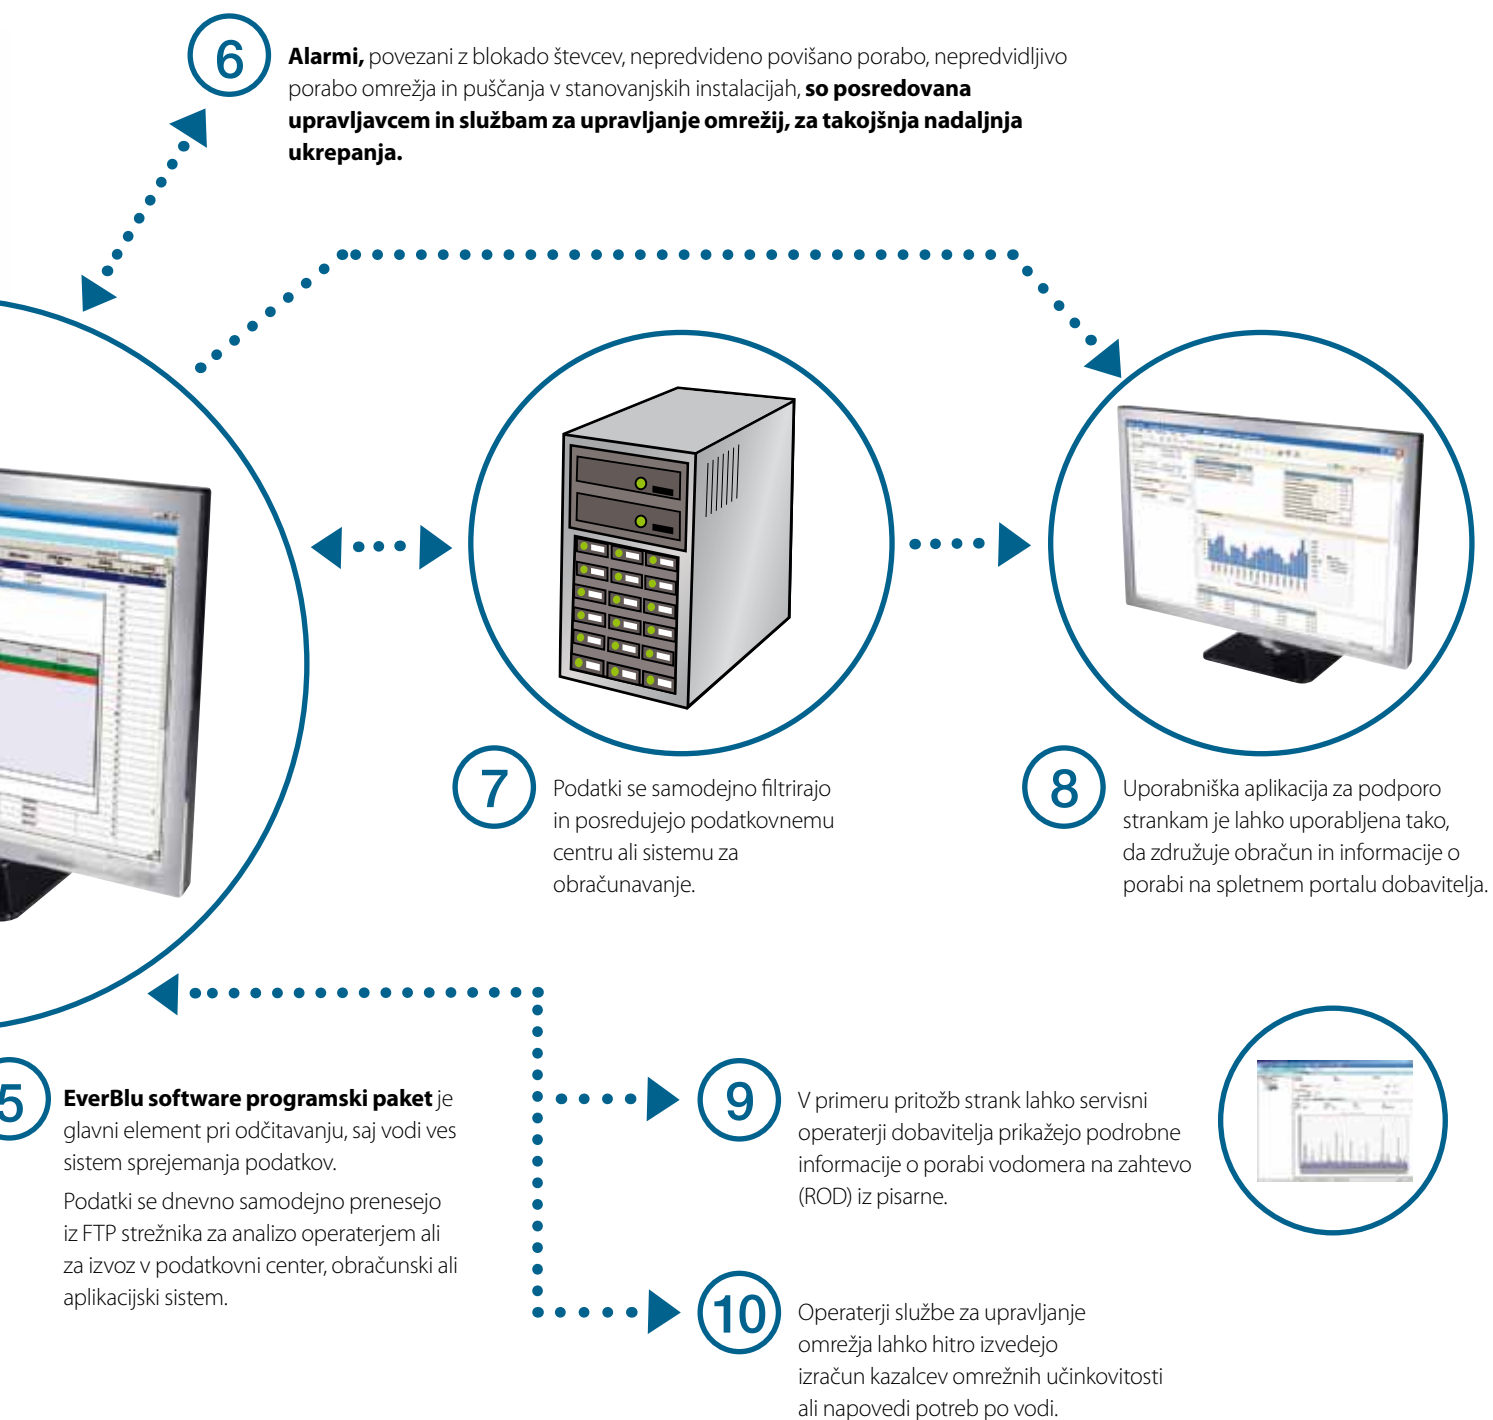 6
Alarmi, povezani z blokado števcev, nepredvideno povišano porabo, nepredvidljivo
porabo omrežja in puščanja v stanovanjskih instalacijah, so posredovana
upravljavcem in službam za upravljanje omrežij, za takojšnja nadaljnja
ukrepanja.
7
Podatki se samodejno filtrirajo
in posredujejo podatkovnemu
centru ali sistemu za
obračunavanje.
8
Uporabniška aplikacija za podporo
strankam je lahko uporabljena tako,
da združuje obračun in informacije o
porabi na spletnem portalu dobavitelja.
5
EverBlu software programski paket je
glavni element pri odčitavanju, saj vodi ves
sistem sprejemanja podatkov.
Podatki se dnevno samodejno prenesejo
iz FTP strežnika za analizo operaterjem ali
za izvoz v podatkovni center, obračunski ali
aplikacijski sistem.
9
V primeru pritožb strank lahko servisni
operaterji dobavitelja prikažejo podrobne
informacije o porabi vodomera na zahtevo
(ROD) iz pisarne.
10
Operaterji službe za upravljanje
omrežja lahko hitro izvedejo
izračun kazalcev omrežnih učinkovitosti
ali napovedi potreb po vodi.